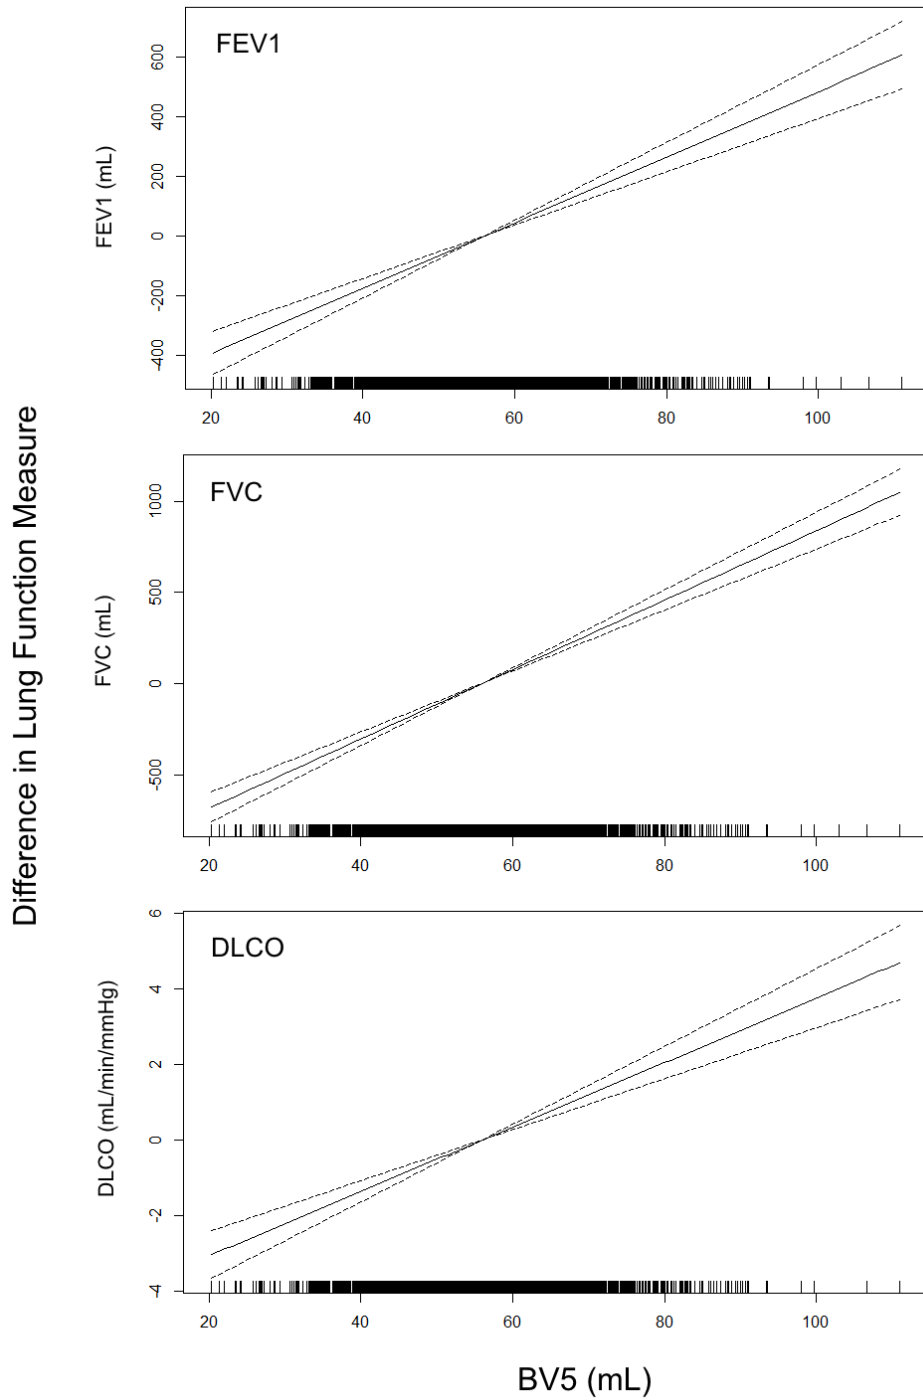 Difference in Lung Function Measure
FEV1
FEV1 (mL)
600
400
200
0
-200
-400
20 40 60 80 100
FVC
FVC (mL)
1000
500
0
-500
20 40 60 80 100
DLCO
DLCO (mL/min/mmHg)
6
4
2
0
-2
-4
20 40 60 80 100
BV5 (mL)